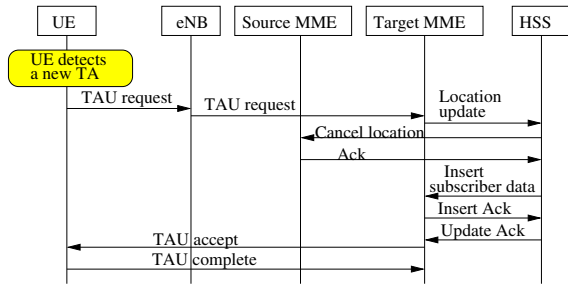 UE
eNB
Source MME
Target MME
HSS
UE detects
a new TA
TAU request
TAU request
Location
update
Cancel location
Ack
Insert
subscriber data
Insert Ack
Update Ack
TAU accept
TAU complete